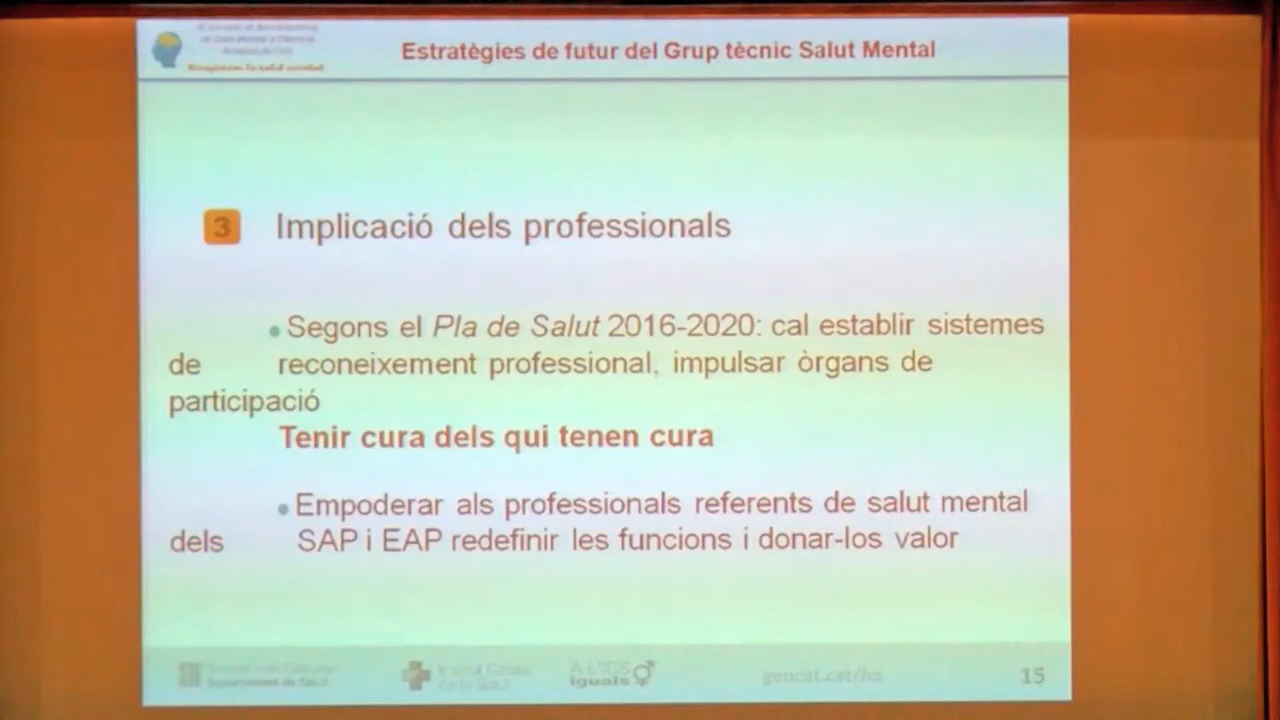 Estratègies de futur del Grup tècnic Salut Mental
3 Implicació dels professionals
• Segons el Pla de Salut 2016-2020: cal establir sistemes
de reconeixement professional, impulsar òrgans de
participació
Tenir cura dels qui tenen cura
• Empoderar als professionals referents de salut mental
dels SAP i EAP redefinir les funcions i donar-los valor
A L'ICS
iguals
gencat.cat/ics
15